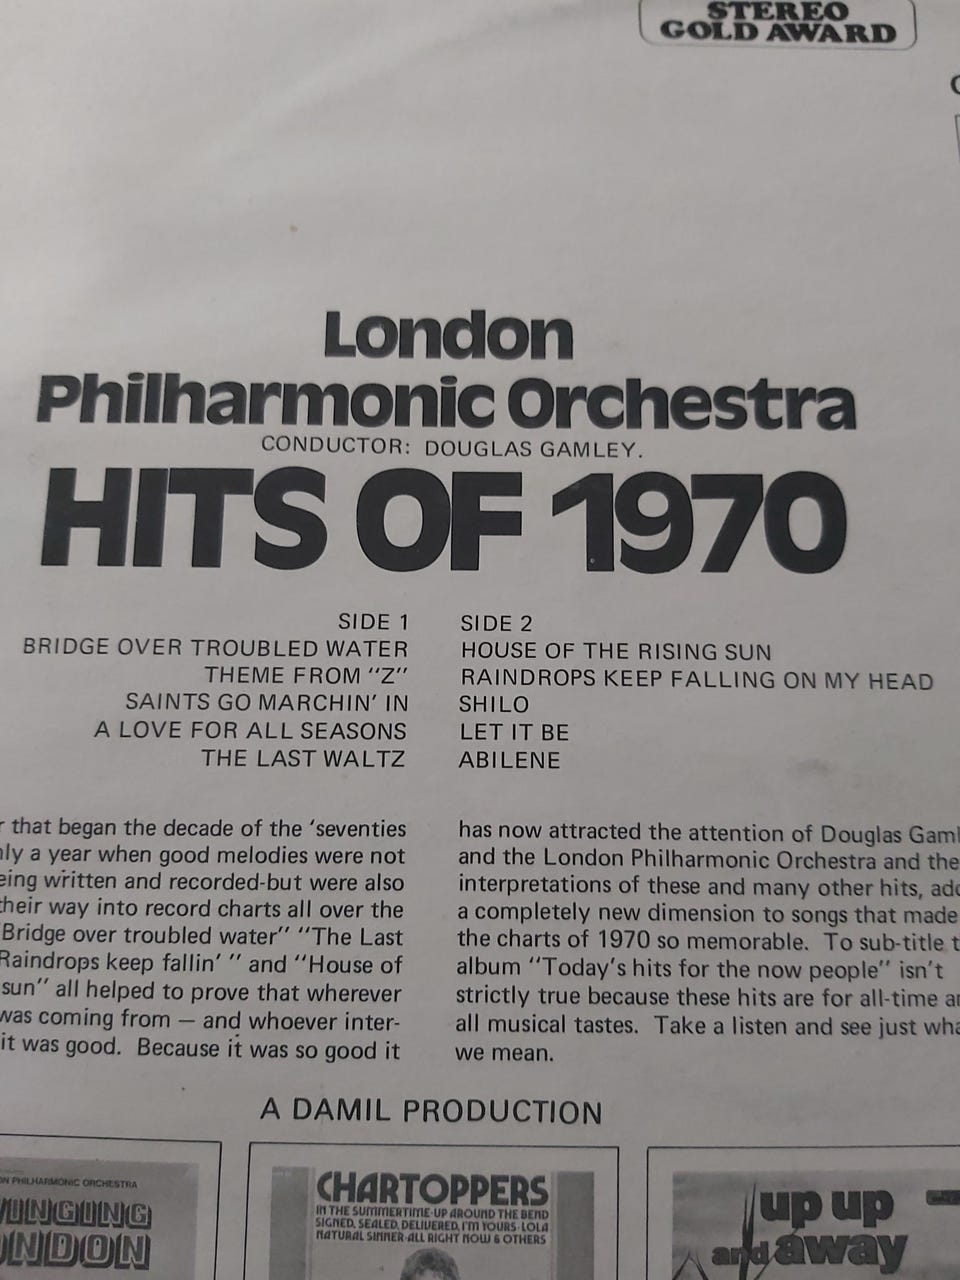 STEREO
GOLD AWARD
London
Philharmonic Orchestra
CONDUCTOR: DOUGLAS GAMLEY.
HITS OF 1970
SIDE 1
BRIDGE OVER TROUBLED WATER
THEME FROM "Z"
SAINTS GO MARCHIN' IN
A LOVE FOR ALL SEASONS
THE LAST WALTZ
SIDE 2
HOUSE OF THE RISING SUN
RAINDROPS KEEP FALLING ON MY HEAD
SHILO
LET IT BE
ABILENE
that began the decade of the 'seventies
a year when good melodies were not
written and recorded-but were also
their way into record charts all over the
Bridge over troubled water" "The Last
Raindrops keep fallin' " and "House of
sun" all helped to prove that wherever
was coming from — and whoever inter-
it was good. Because it was so good it
has now attracted the attention of Douglas
and the London Philharmonic Orchestra and
interpretations of these and many other hits,
a completely new dimension to songs that made
the charts of 1970 so memorable. To sub-title
album "Today's hits for the now people" isn't
strictly true because these hits are for all-time
all musical tastes. Take a listen and see just
we mean.
A DAMIL PRODUCTION
PHILHARMONIC ORCHESTRA
CHARTOPPERS
IN THE SUMMERTIME·UP AROUND THE BEND
SIGNED, SEALED, DELIVERED, I'M YOURS·LOLA
NATURAL SINNER·ALL RIGHT NOW & OTHERS
up up
and away